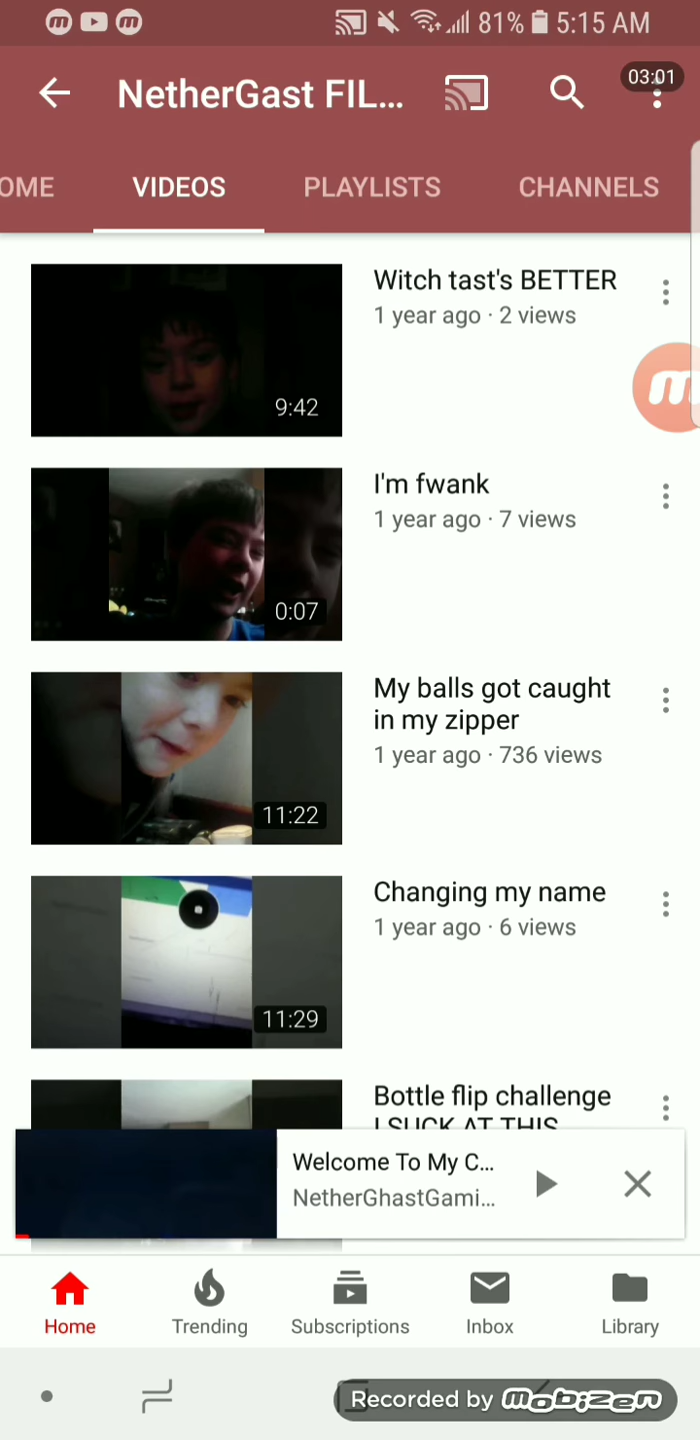 81% 5:15 AM
NetherGast FIL...
03:01
OME VIDEOS PLAYLISTS CHANNELS
Witch tast's BETTER
1 year ago · 2 views
9:42
I'm fwank
1 year ago · 7 views
0:07
My balls got caught
in my zipper
1 year ago · 736 views
11:22
Changing my name
1 year ago · 6 views
11:29
Bottle flip challenge
I SUCK AT THIS
Welcome To My C...
NetherGhastGami...
Home Trending Subscriptions Inbox Library
Recorded by mobizen